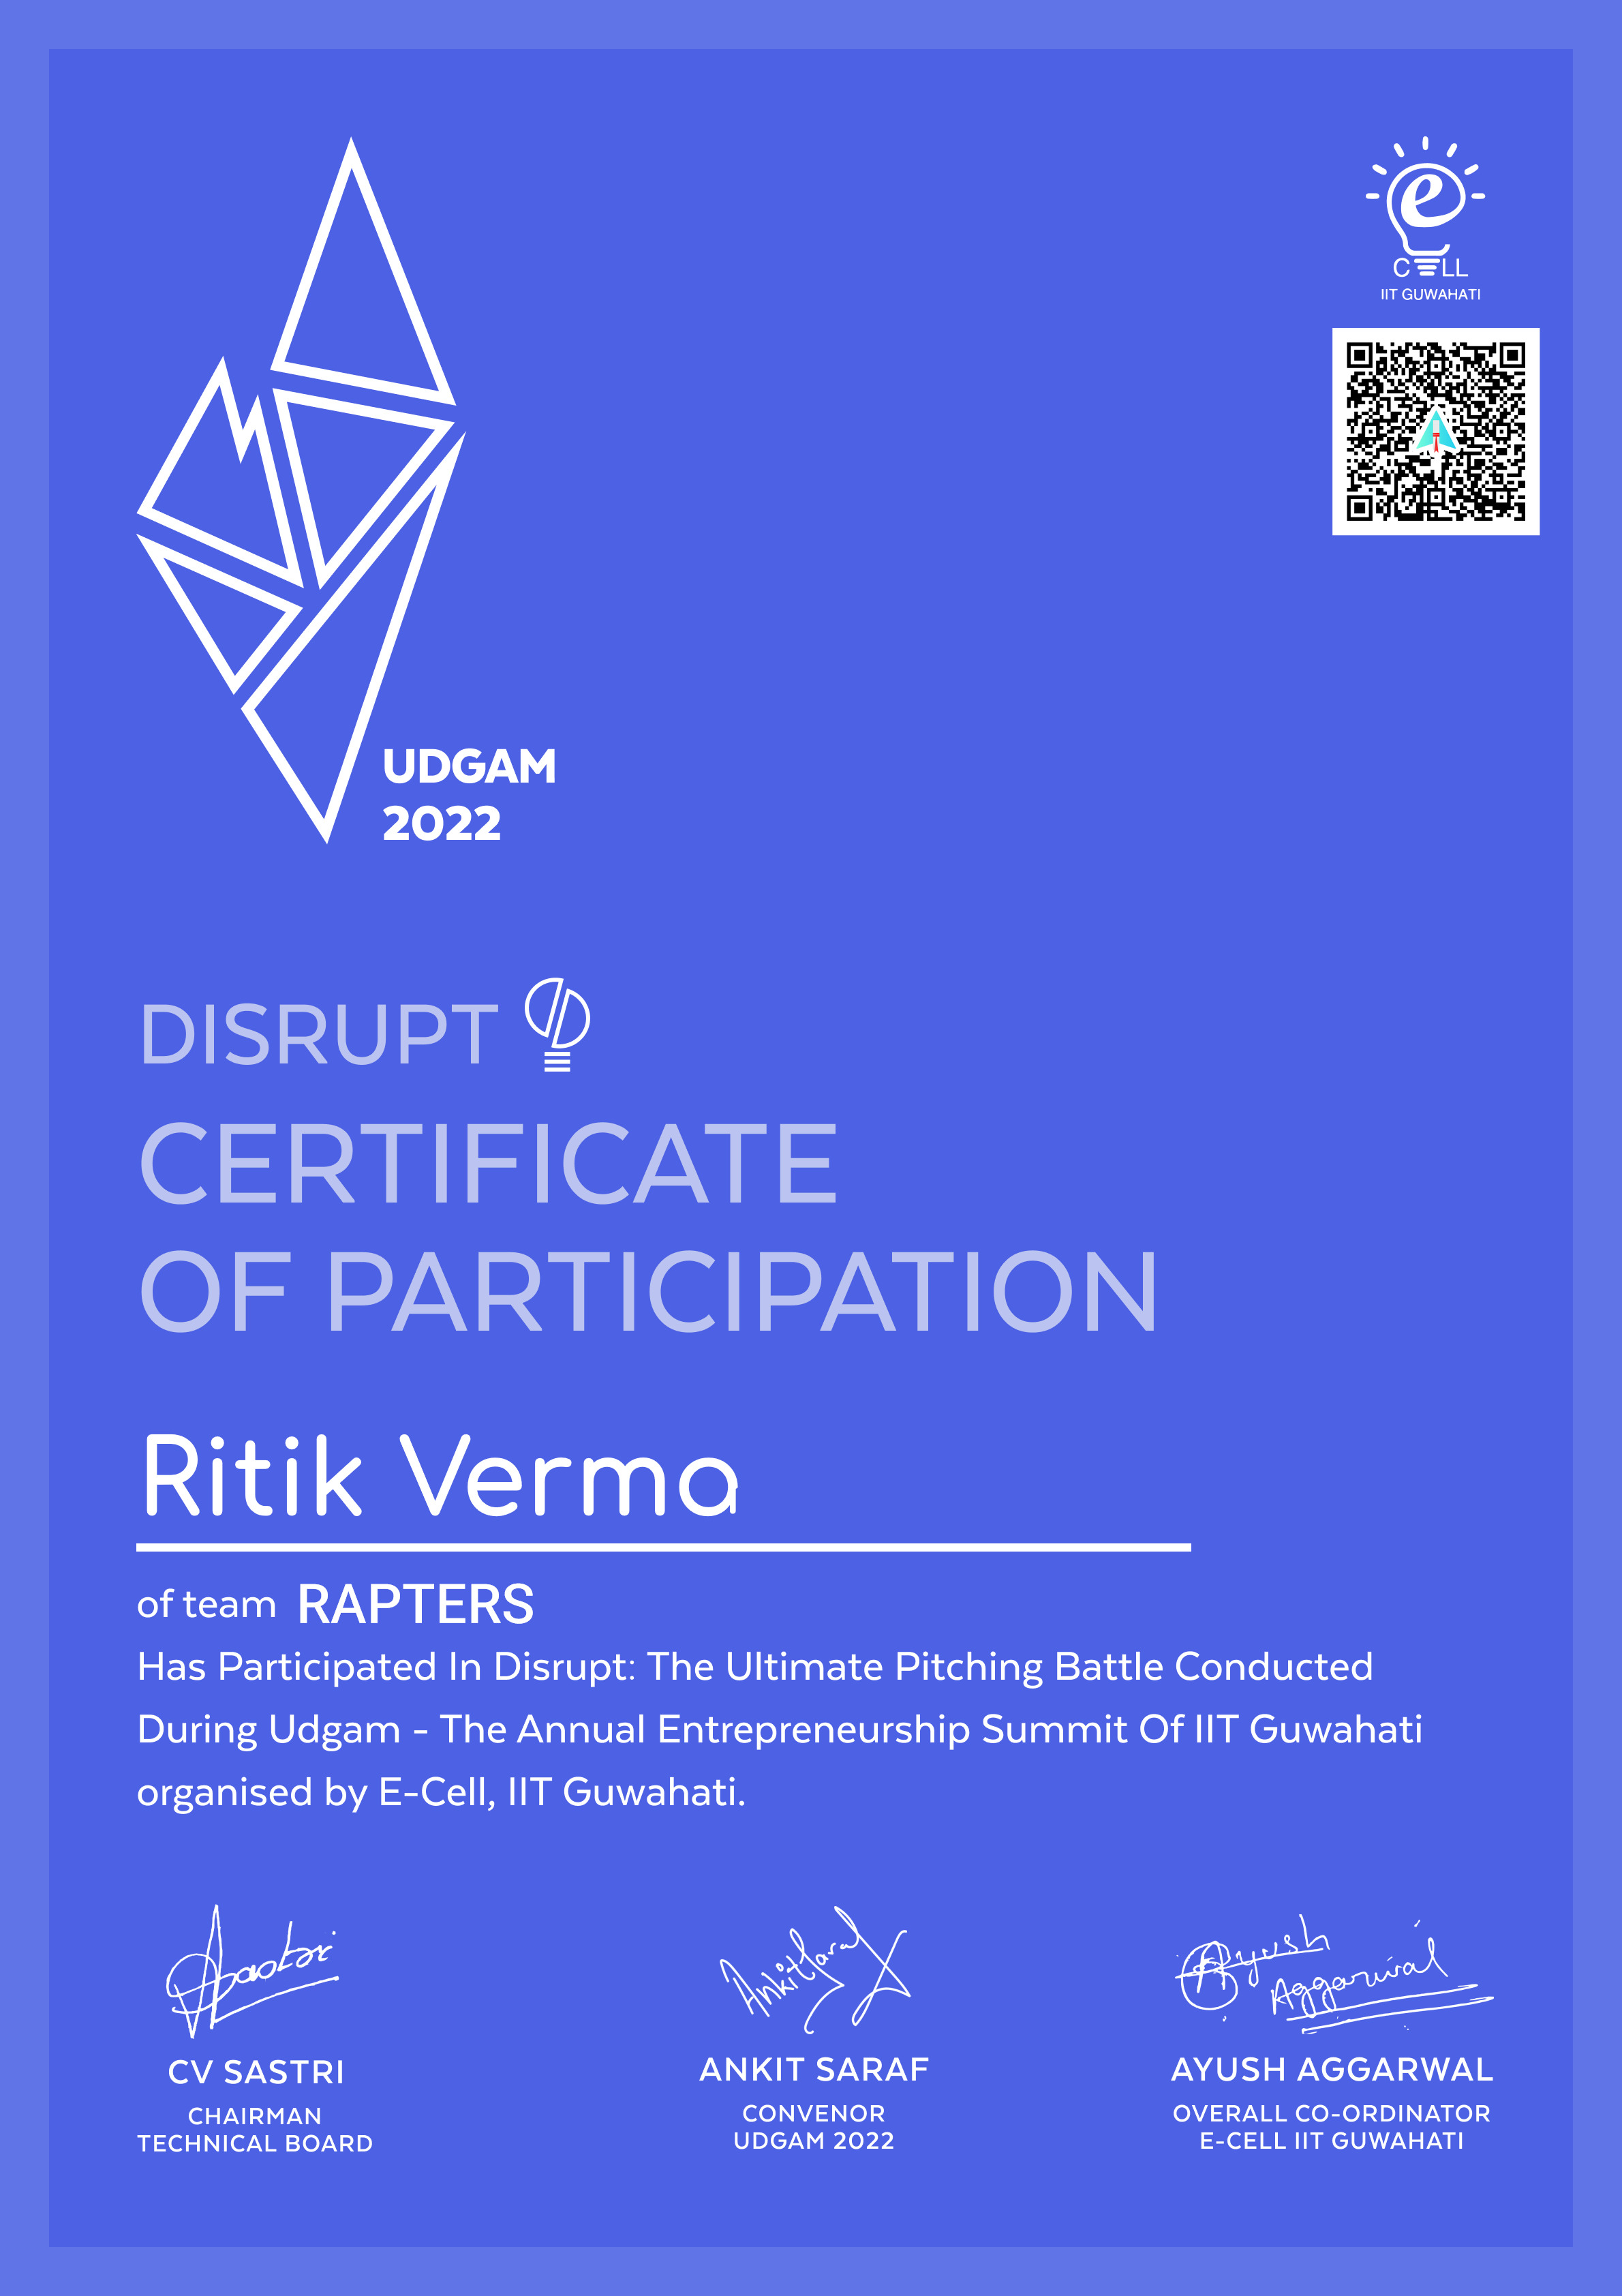 e
C LL
IIT GUWAHATI
UDGAM
2022
DISRUPT
CERTIFICATE
OF PARTICIPATION
Ritik Verma
of team RAPTERS
Has Participated In Disrupt: The Ultimate Pitching Battle Conducted
During Udgam - The Annual Entrepreneurship Summit Of IIT Guwahati
organised by E-Cell, IIT Guwahati.
Sastri
Ankit Saraf
Ayush
Aggarwal
CV SASTRI
ANKIT SARAF
AYUSH AGGARWAL
CHAIRMAN
TECHNICAL BOARD
CONVENOR
UDGAM 2022
OVERALL CO-ORDINATOR
E-CELL IIT GUWAHATI